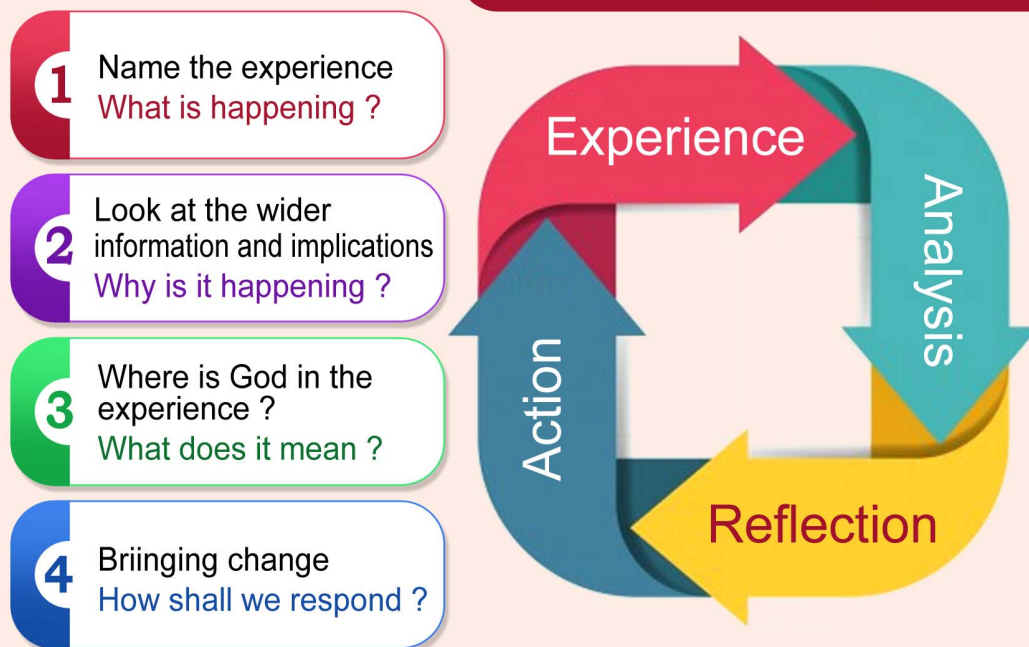 1
Name the experience
What is happening ?
2
Look at the wider
information and implications
Why is it happening ?
3
Where is God in the
experience ?
What does it mean ?
4
Briinging change
How shall we respond ?
Experience
Analysis
Reflection
Action